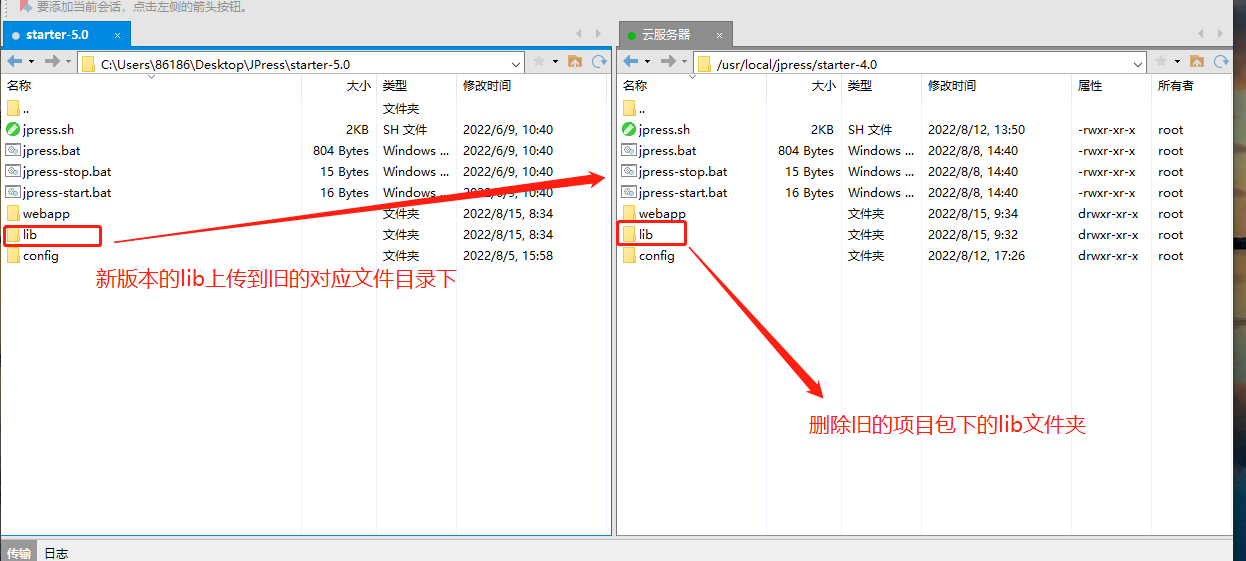 要添加当前会话，点击左侧的箭头按钮。
starter-5.0 ×
云服务器 ×
C:\Users\86186\Desktop\JPress\starter-5.0
/usr/local/jpress/starter-4.0
名称 大小 类型 修改时间
.. 文件夹
jpress.sh 2KB SH 文件 2022/6/9, 10:40
jpress.bat 804 Bytes Windows ... 2022/6/9, 10:40
jpress-stop.bat 15 Bytes Windows ... 2022/6/9, 10:40
jpress-start.bat 16 Bytes Windows ... 2022/6/9, 10:40
webapp 文件夹 2022/8/15, 8:34
lib 文件夹 2022/8/15, 8:34
config 文件夹 2022/8/5, 15:58
新版本的lib上传到旧的对应文件目录下
名称 大小 类型 修改时间 属性 所有者
.. 文件夹
jpress.sh 2KB SH 文件 2022/8/12, 13:50 -rwxr-xr-x root
jpress.bat 804 Bytes Windows ... 2022/8/8, 14:40 -rwxr-xr-x root
jpress-stop.bat 15 Bytes Windows ... 2022/8/8, 14:40 -rwxr-xr-x root
jpress-start.bat 16 Bytes Windows ... 2022/8/8, 14:40 -rwxr-xr-x root
webapp 文件夹 2022/8/15, 9:34 drwxr-xr-x root
lib 文件夹 2022/8/15, 9:32 drwxr-xr-x root
config 文件夹 2022/8/12, 17:26 drwxr-xr-x root
删除旧的项目包下的lib文件夹
传输 日志